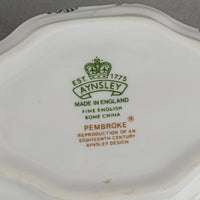 EST. 1775
AYNSLEY
MADE IN ENGLAND
FINE ENGLISH
BONE CHINA
PEMBROKE ®
REPRODUCTION OF AN
EIGHTEENTH CENTURY
AYNSLEY DESIGN